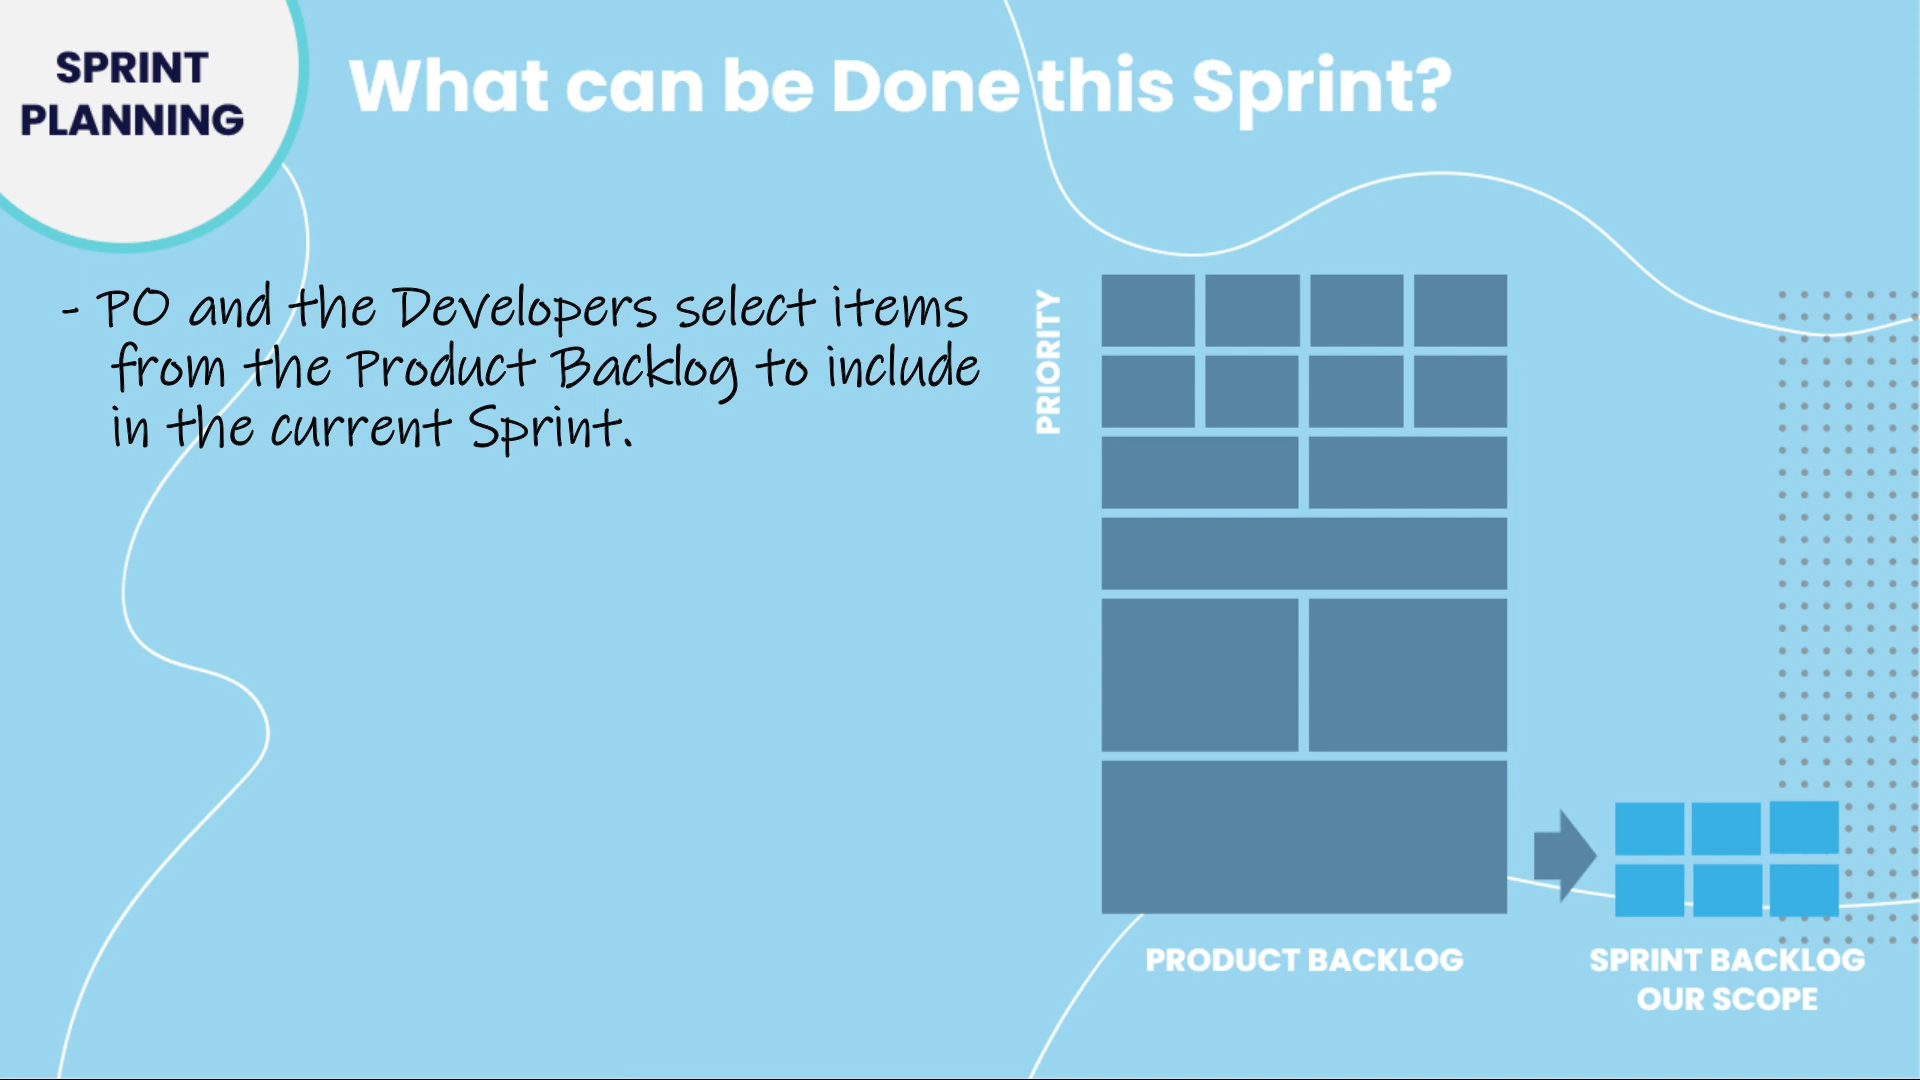 SPRINT
PLANNING
What can be Done this Sprint?
- PO and the Developers select items
from the Product Backlog to include
in the current Sprint.
PRIORITY
PRODUCT BACKLOG
SPRINT BACKLOG
OUR SCOPE